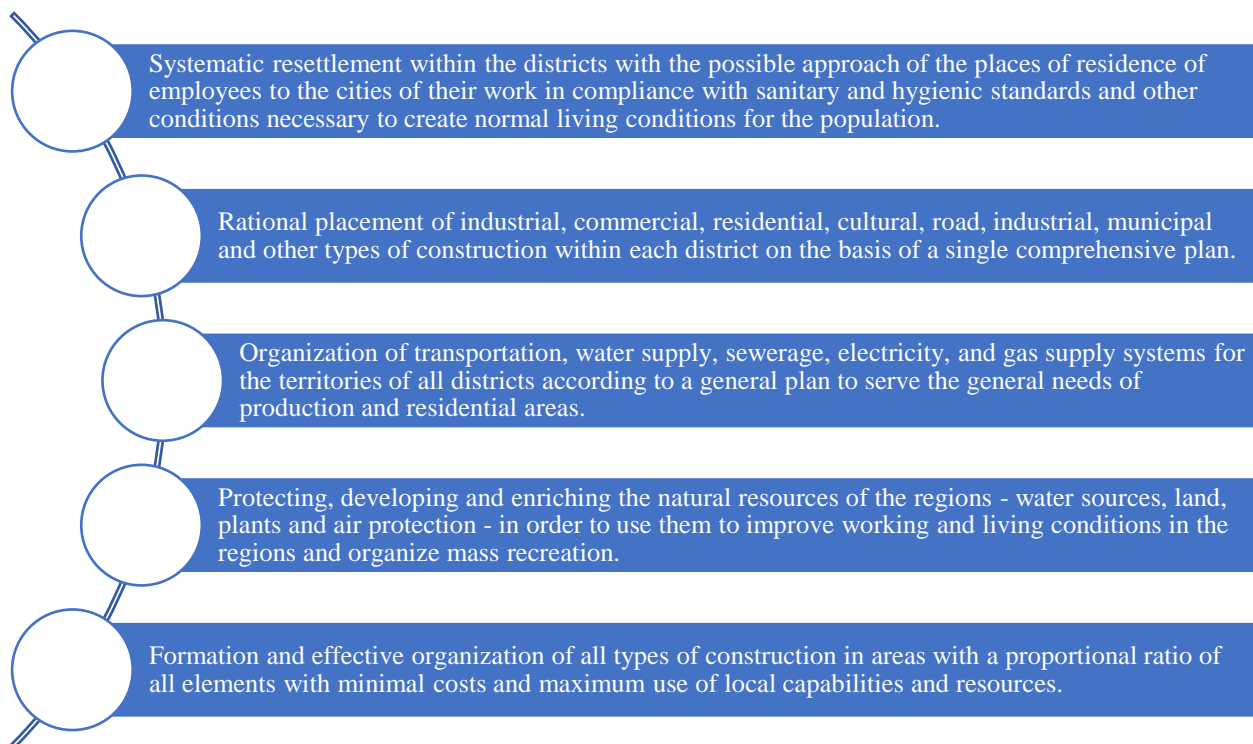 Systematic resettlement within the districts with the possible approach of the places of residence of
employees to the cities of their work in compliance with sanitary and hygienic standards and other
conditions necessary to create normal living conditions for the population.
Rational placement of industrial, commercial, residential, cultural, road, industrial, municipal
and other types of construction within each district on the basis of a single comprehensive plan.
Organization of transportation, water supply, sewerage, electricity, and gas supply systems for
the territories of all districts according to a general plan to serve the general needs of
production and residential areas.
Protecting, developing and enriching the natural resources of the regions - water sources, land,
plants and air protection - in order to use them to improve working and living conditions in the
regions and organize mass recreation.
Formation and effective organization of all types of construction in areas with a proportional ratio of
all elements with minimal costs and maximum use of local capabilities and resources.